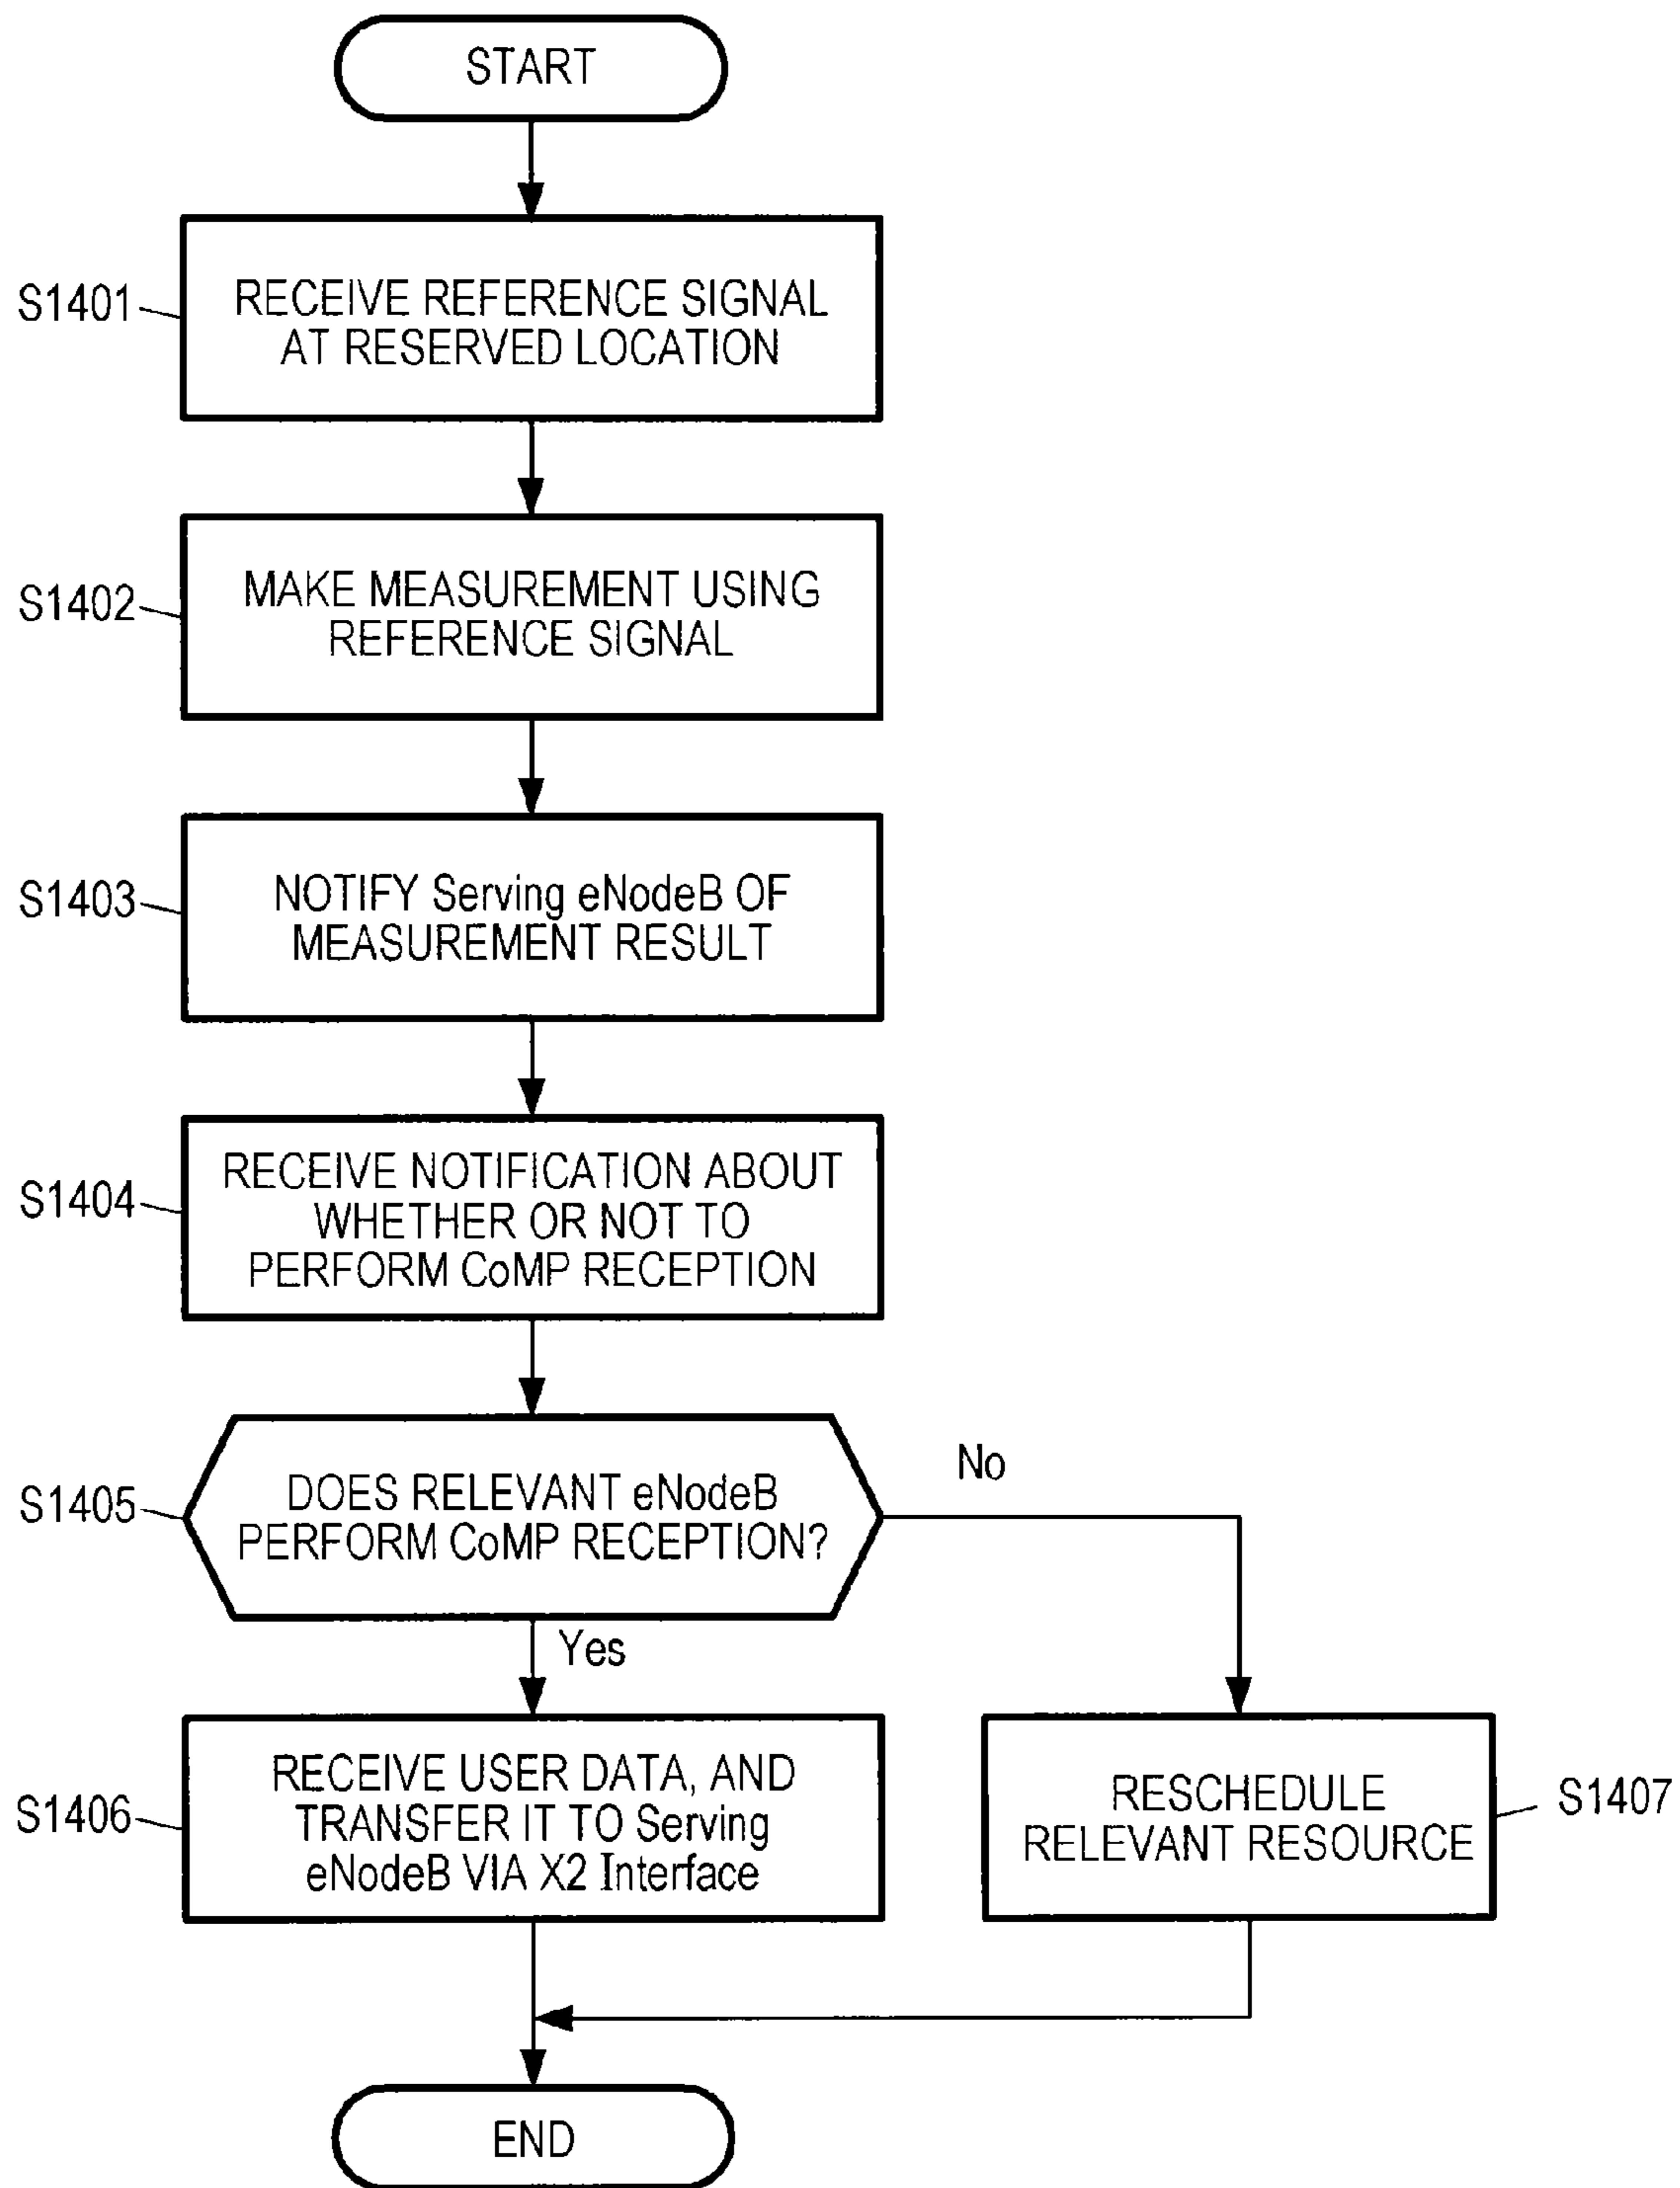 START
S1401
RECEIVE REFERENCE SIGNAL
AT RESERVED LOCATION
S1402
MAKE MEASUREMENT USING
REFERENCE SIGNAL
S1403
NOTIFY Serving eNodeB OF
MEASUREMENT RESULT
S1404
RECEIVE NOTIFICATION ABOUT
WHETHER OR NOT TO
PERFORM CoMP RECEPTION
S1405
DOES RELEVANT eNodeB
PERFORM CoMP RECEPTION?
No
Yes
S1406
RECEIVE USER DATA, AND
TRANSFER IT TO Serving
eNodeB VIA X2 Interface
RESCHEDULE
RELEVANT RESOURCE
S1407
END